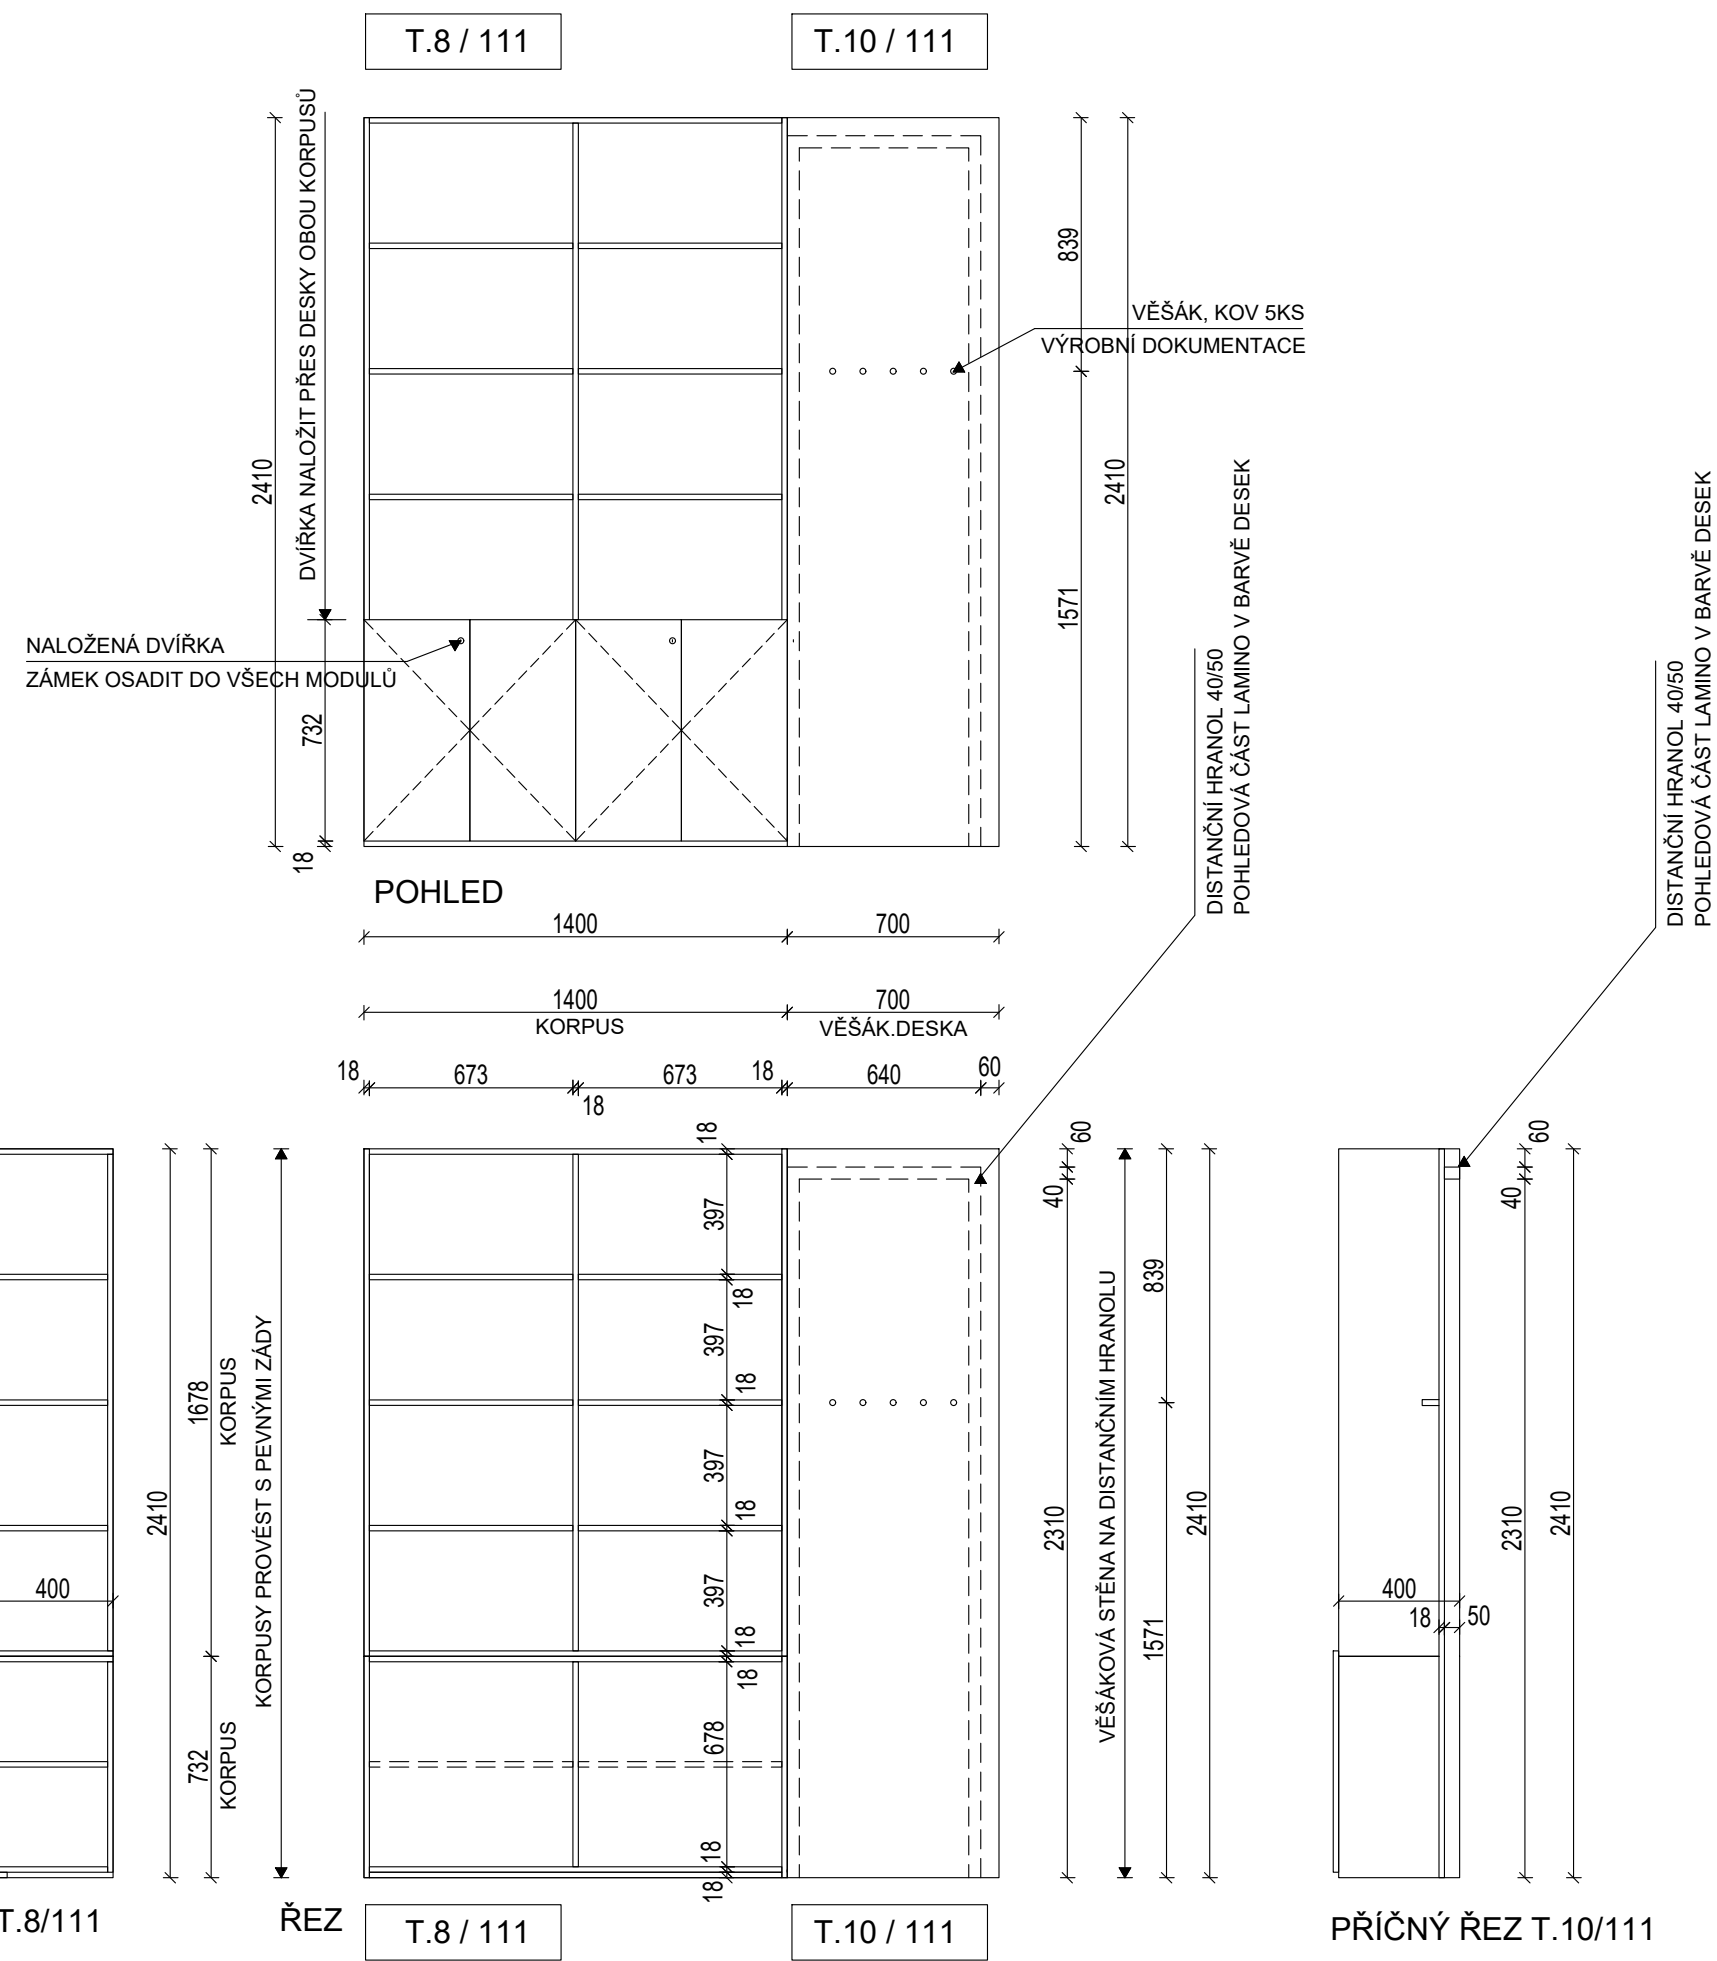 T.8 / 111
T.10 / 111
DVÍŘKA NALOŽIT PŘES DESKY OBOU KORPUSŮ
2410
732
18
839
1571
2410
VĚŠÁK, KOV 5KS
VÝROBNÍ DOKUMENTACE
NALOŽENÁ DVÍŘKA
ZÁMEK OSADIT DO VŠECH MODULŮ
DISTANČNÍ HRANOL 40/50
POHLEDOVÁ ČÁST LAMINO V BARVĚ DESEK
DISTANČNÍ HRANOL 40/50
POHLEDOVÁ ČÁST LAMINO V BARVĚ DESEK
POHLED
1400
700
1400
700
KORPUS
VĚŠÁK.DESKA
18
673
18
673
18
640
60
400
2410
1678
KORPUS
732
KORPUS
KORPUSY PROVÉST S PEVNÝMI ZÁDY
18
397
18
397
18
397
18
397
18
18
678
18
18
60
40
2310
VĚŠÁKOVÁ STĚNA NA DISTANČNÍM HRANOLU
839
1571
2410
400
18
50
60
40
2310
2410
T.8/111
ŘEZ
T.8 / 111
T.10 / 111
PŘÍČNÝ ŘEZ T.10/111